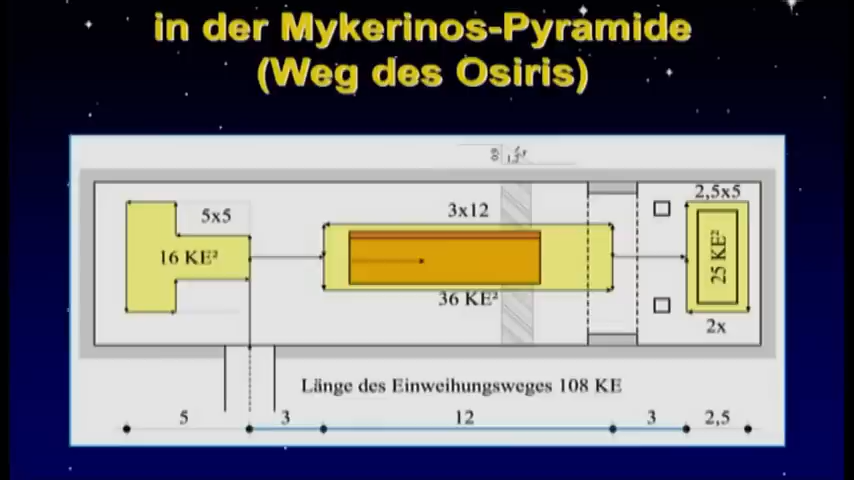 in der Mykerinos-Pyramide
(Weg des Osiris)
5x5
3x12
2,5x5
16 KE²
25 KE²
36 KE²
2x
Länge des Einweihungsweges 108 KE
5 3 12 3 2,5